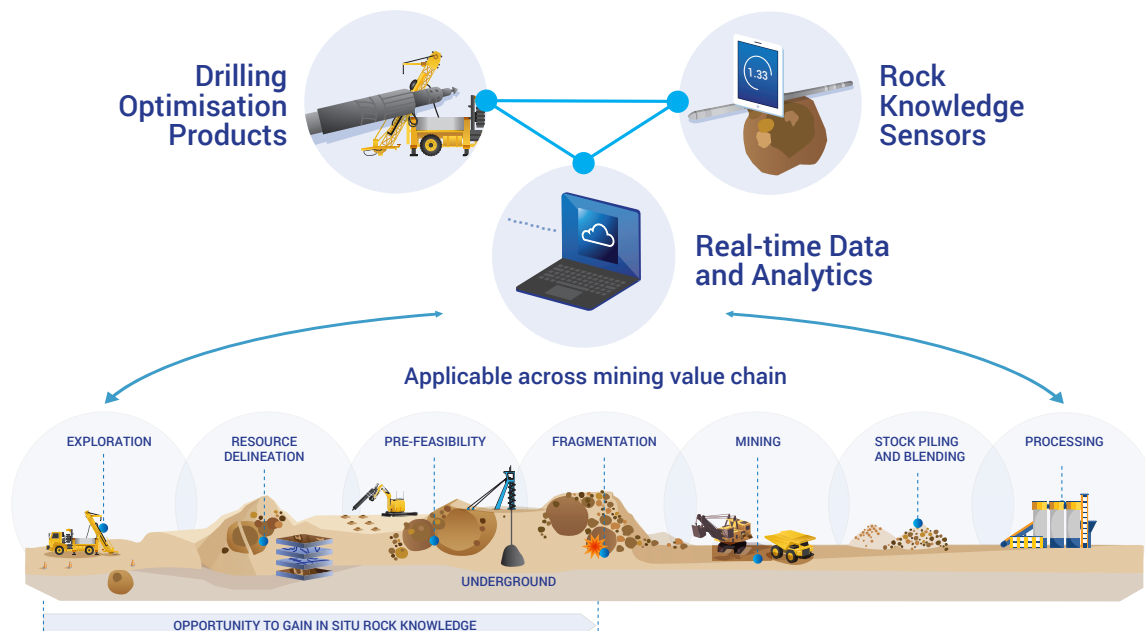 Drilling
Optimisation
Products
1.33
Rock
Knowledge
Sensors
Real-time Data
and Analytics
Applicable across mining value chain
EXPLORATION
RESOURCE
DELINEATION
PRE-FEASIBILITY
FRAGMENTATION
MINING
STOCK PILING
AND BLENDING
PROCESSING
UNDERGROUND
OPPORTUNITY TO GAIN IN SITU ROCK KNOWLEDGE